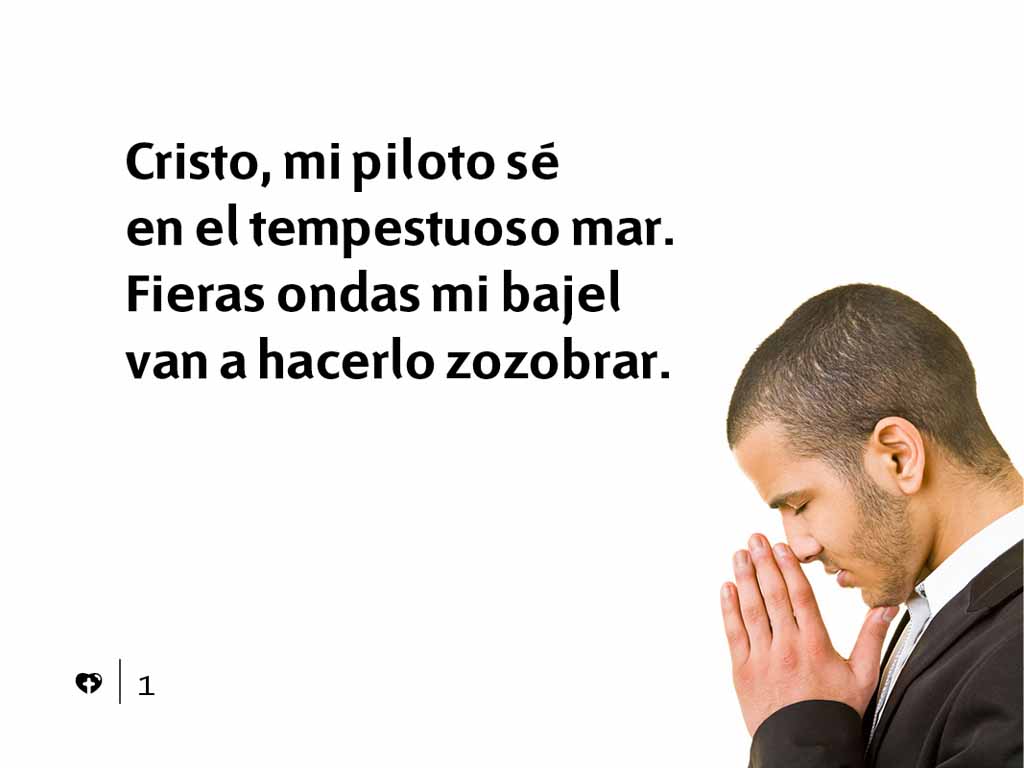 Cristo, mi piloto sé
en el tempestuoso mar.
Fieras ondas mi bajel
van a hacerlo zozobrar.
1